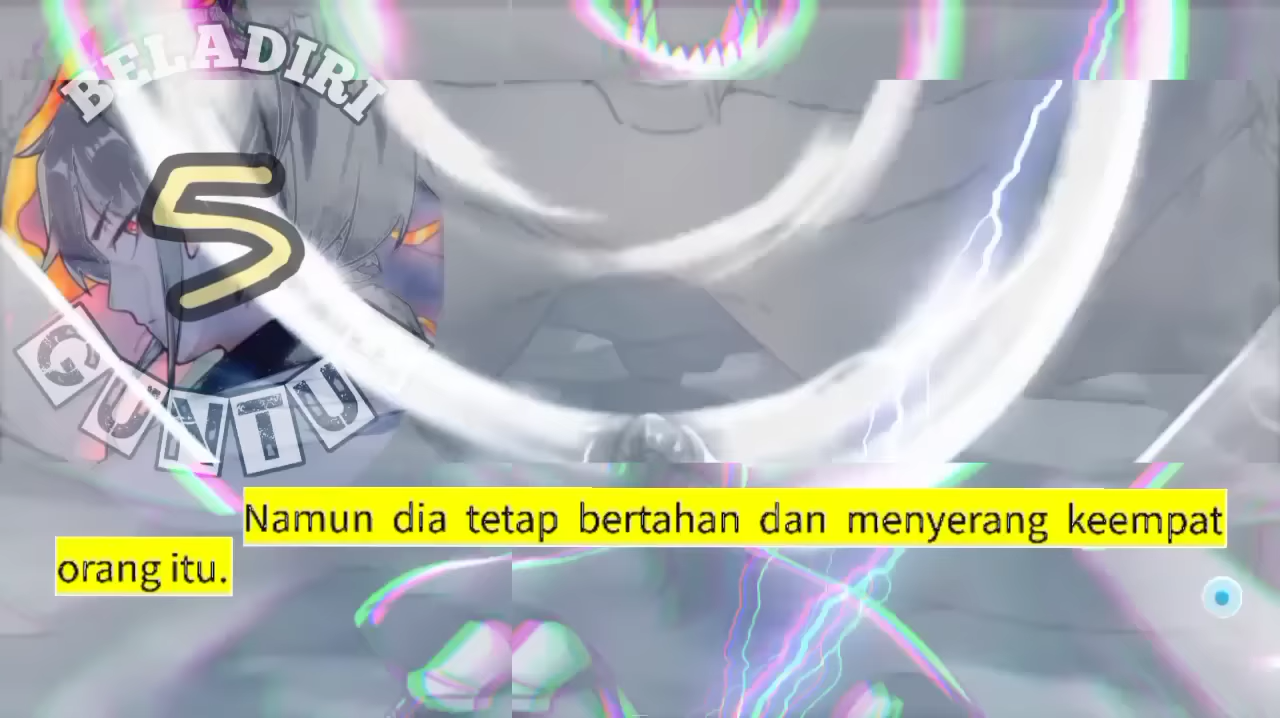 BELADIRI
5
GUNTU
Namun dia tetap bertahan dan menyerang keempat
orang itu.